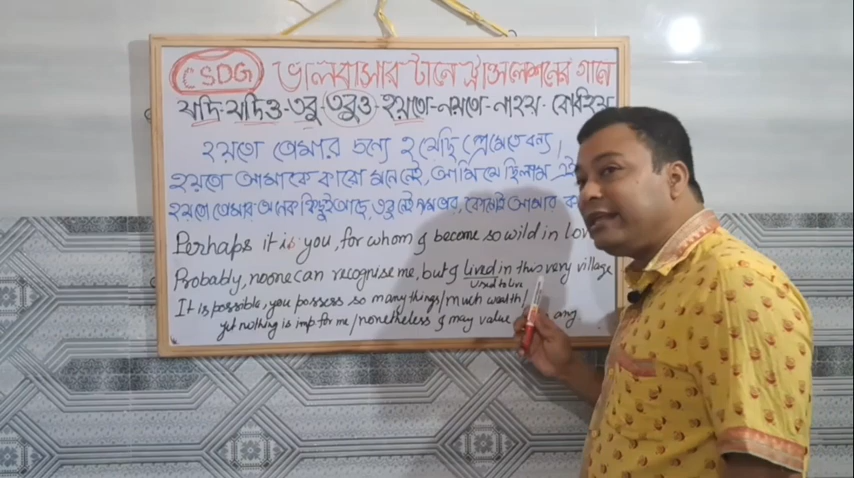 CSDG ভালবাসার টানে ট্রান্সলেশনের গানে
যদি-যদিও-তবু-তবুও-হয়তো-নয়তো-নাহয়-বোধহয়
হয়তো তোমার জন্যে হয়েছি প্রেমেতে বন্য।
হয়তো আমাকে কারো মনে নেই, আমি যে ছিলাম এই
হয়তো তোমার অনেক কিছুই আছে, তবু নেই আমার
Perhaps it is you, for whom I become so wild in lov
Probably, noone can recognise me, but I lived in this very village
Used to live
It is possible, you possess so many things/much wealth/
yet nothing is imp for me/nonetheless I may value any